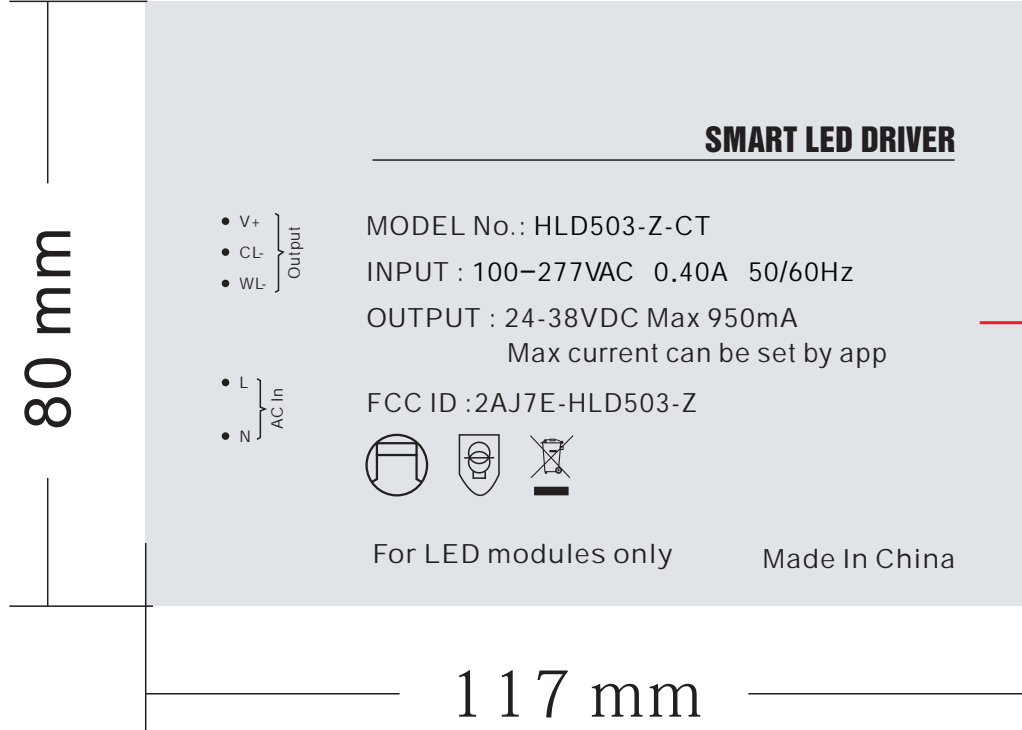 SMART LED DRIVER
V+
CL-
WL-
Output
MODEL No.: HLD503-Z-CT
INPUT : 100-277VAC 0.40A 50/60Hz
OUTPUT : 24-38VDC Max 950mA
Max current can be set by app
L
N
AC In
FCC ID :2AJ7E-HLD503-Z
For LED modules only
Made In China
80 mm
117 mm